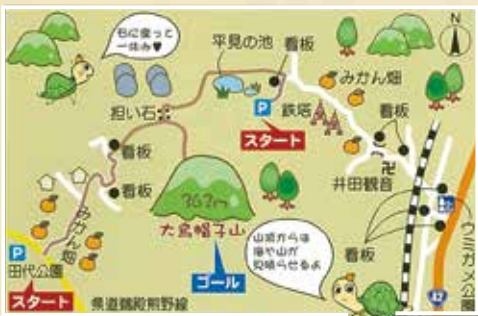 石に座って
一休み♥
平見の池
看板
N
みかん畑
P
鉄塔
スタート
担い石
看板
看板
看板
卍
井田観音
363m
大烏帽子山
ゴール
みかん畑
P
田代公園
スタート
県道鵜殿熊野線
山頂からは
海や山が
見晴らせるよ
看板
ウミガメ公園
42